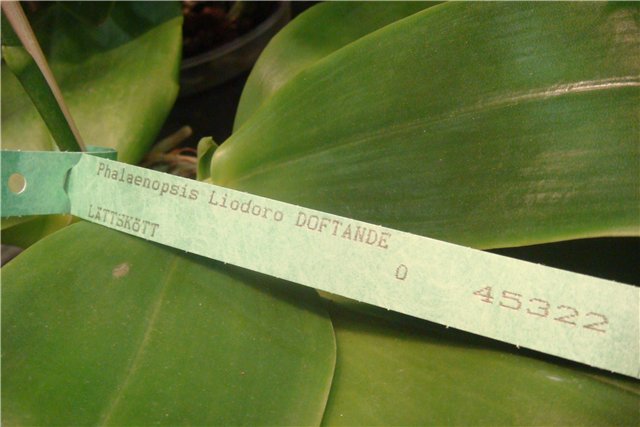 Phalaenopsis Liodoro DOFTANDE
LÄTTSKÖTT
0 45322